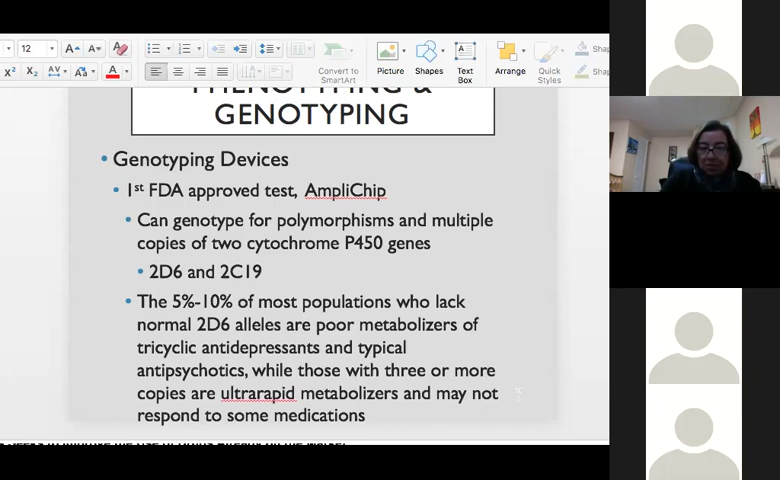 12
Convert to
SmartArt
Picture
Shapes
Text
Box
Arrange
Quick
Styles
PHENOTYPING &
GENOTYPING
Genotyping Devices
1st FDA approved test, AmpliChip
Can genotype for polymorphisms and multiple
copies of two cytochrome P450 genes
2D6 and 2C19
The 5%-10% of most populations who lack
normal 2D6 alleles are poor metabolizers of
tricyclic antidepressants and typical
antipsychotics, while those with three or more
copies are ultrarapid metabolizers and may not
respond to some medications